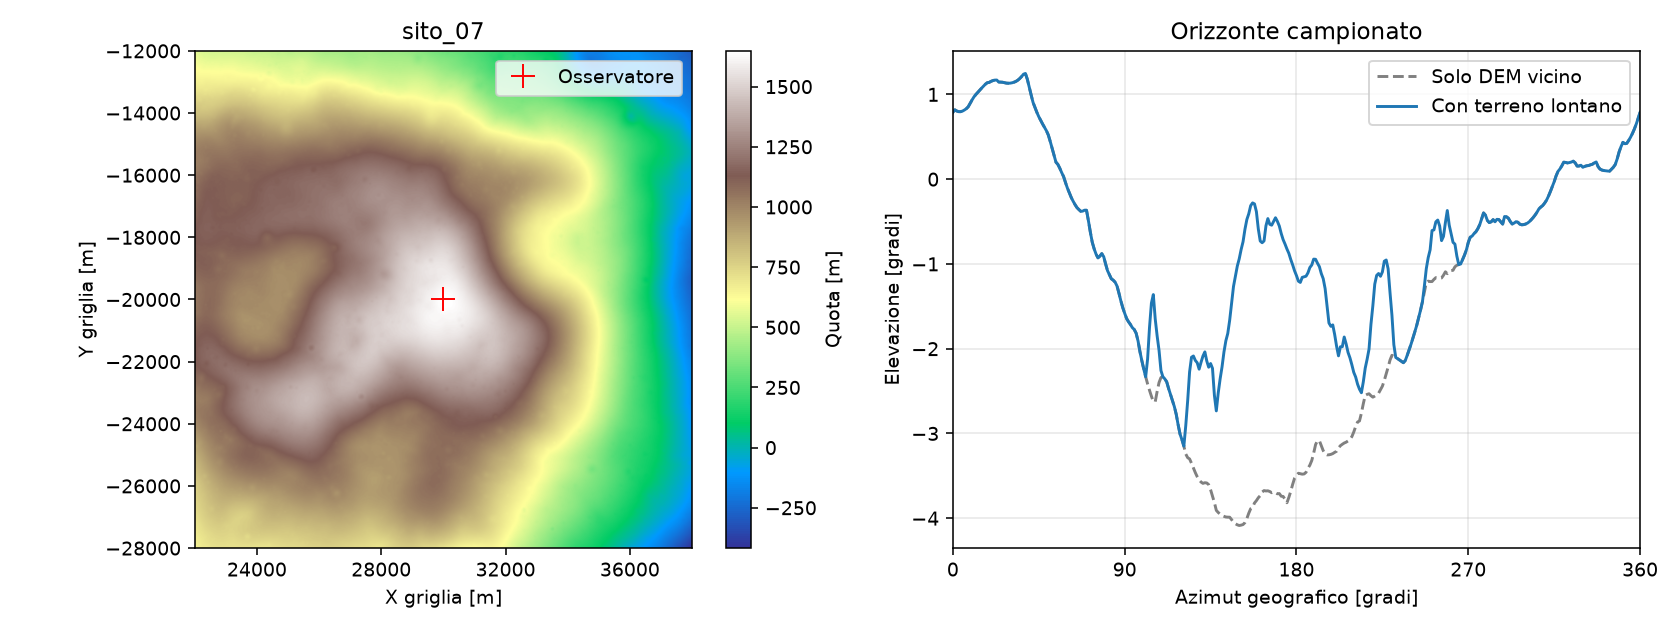 sito_07
Osservatore
−12000
−14000
−16000
−18000
−20000
−22000
−24000
−26000
−28000
Y griglia [m]
24000 28000 32000 36000
X griglia [m]
1500
1250
1000
750
500
250
0
−250
Quota [m]
Orizzonte campionato
Solo DEM vicino
Con terreno lontano
1
0
−1
−2
−3
−4
Elevazione [gradi]
0 90 180 270 360
Azimut geografico [gradi]